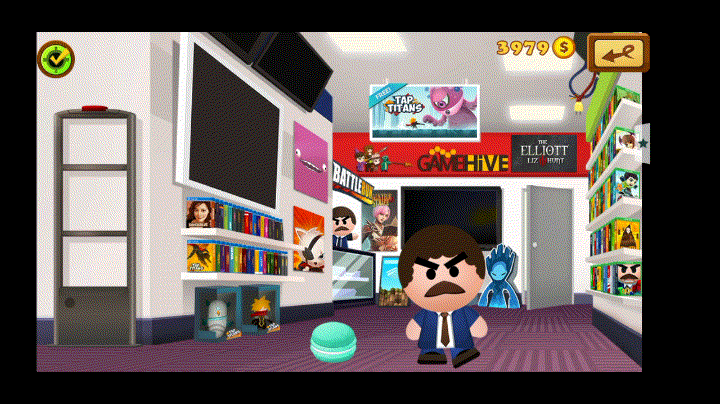 3979
FREE!
TAP
TITANS
GAMEHIVE
THE
ELLIOTT
LIZ HUNT
BATTLE